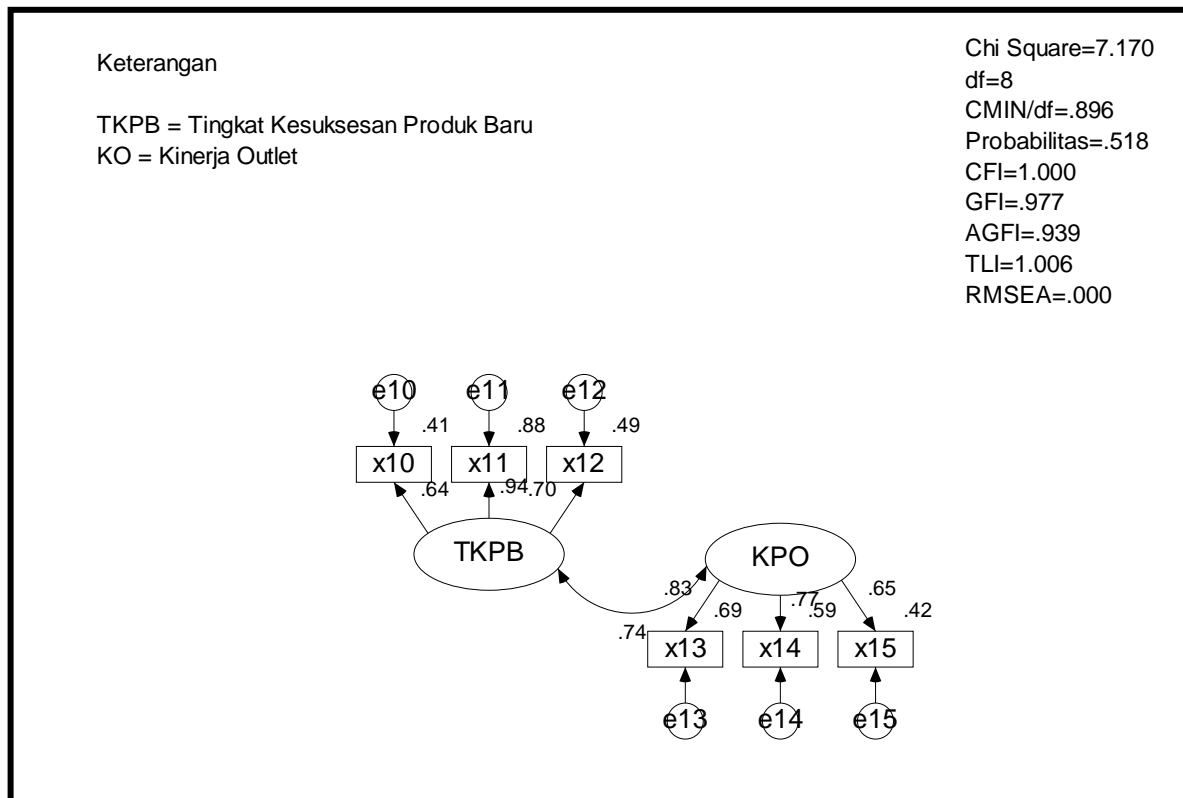 Keterangan
TKPB = Tingkat Kesuksesan Produk Baru
KO = Kinerja Outlet
Chi Square=7.170
df=8
CMIN/df=.896
Probabilitas=.518
CFI=1.000
GFI=.977
AGFI=.939
TLI=1.006
RMSEA=.000
e10 e11 e12
.41 .88 .49
x10 x11 x12
.64 .94 .70
TKPB KPO
.83 .77 .65
.69 .59 .42
.74
x13 x14 x15
e13 e14 e15